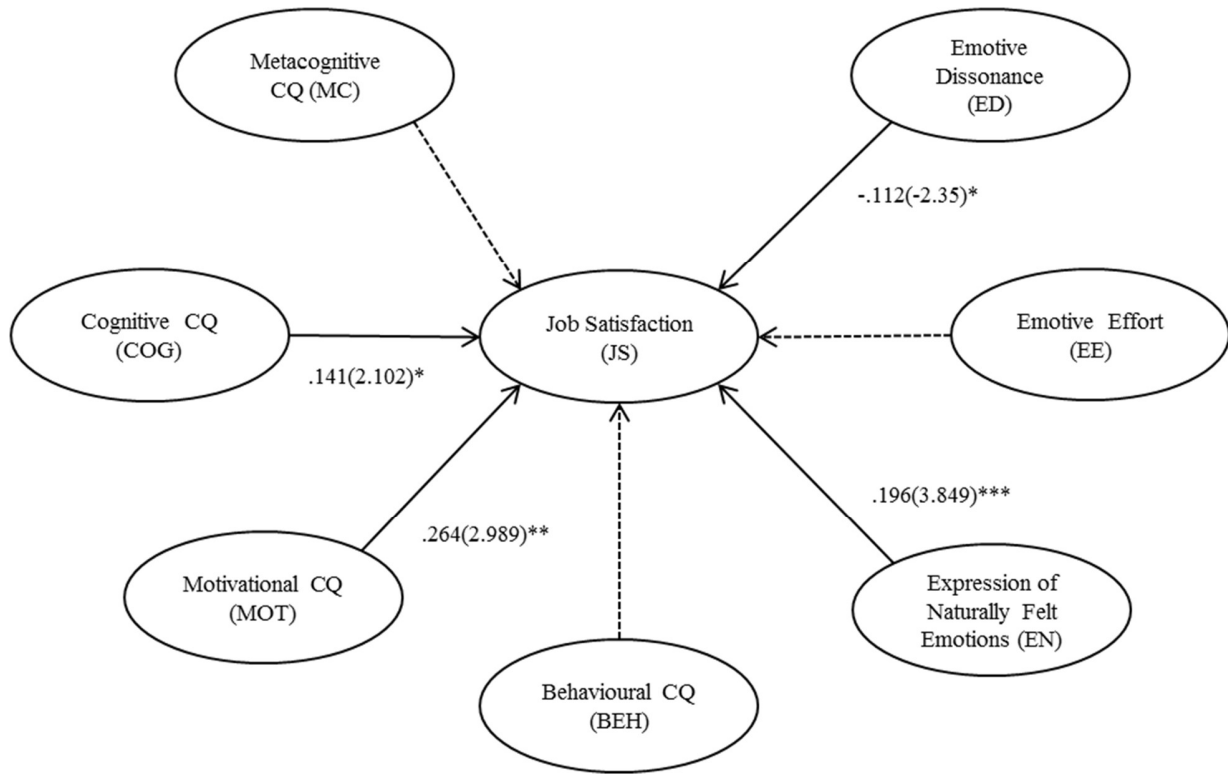 Metacognitive
CQ (MC)
Emotive
Dissonance
(ED)
-.112(-2.35)*
Cognitive CQ
(COG)
Job Satisfaction
(JS)
Emotive Effort
(EE)
.141(2.102)*
.196(3.849)***
.264(2.989)**
Motivational CQ
(MOT)
Expression of
Naturally Felt
Emotions (EN)
Behavioural CQ
(BEH)